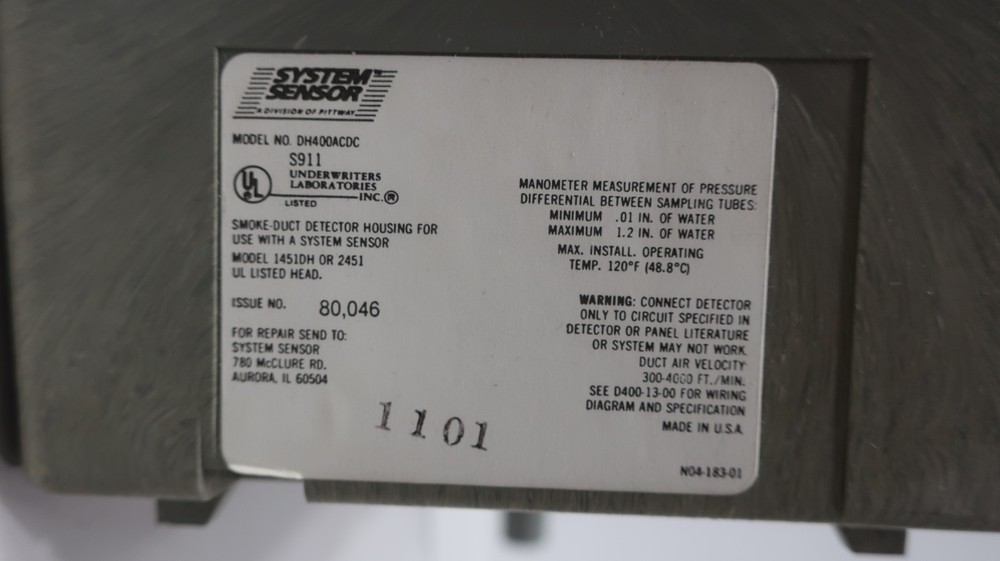 SYSTEM™
SENSOR
A DIVISION OF PITTWAY
MODEL NO. DH400ACDC
S911
UL
UNDERWRITERS
LABORATORIES
INC.®
LISTED
SMOKE-DUCT DETECTOR HOUSING FOR
USE WITH A SYSTEM SENSOR
MODEL 1451DH OR 2451
UL LISTED HEAD.
ISSUE NO. 80,046
FOR REPAIR SEND TO:
SYSTEM SENSOR
780 McCLURE RD.
AURORA, IL 60504
1101
MANOMETER MEASUREMENT OF PRESSURE
DIFFERENTIAL BETWEEN SAMPLING TUBES:
MINIMUM .01 IN. OF WATER
MAXIMUM 1.2 IN. OF WATER
MAX. INSTALL. OPERATING
TEMP. 120°F (48.8°C)
WARNING: CONNECT DETECTOR
ONLY TO CIRCUIT SPECIFIED IN
DETECTOR OR PANEL LITERATURE
OR SYSTEM MAY NOT WORK.
DUCT AIR VELOCITY
300-4000 FT./MIN.
SEE D400-13-00 FOR WIRING
DIAGRAM AND SPECIFICATION
MADE IN U.S.A.
N04-183-01